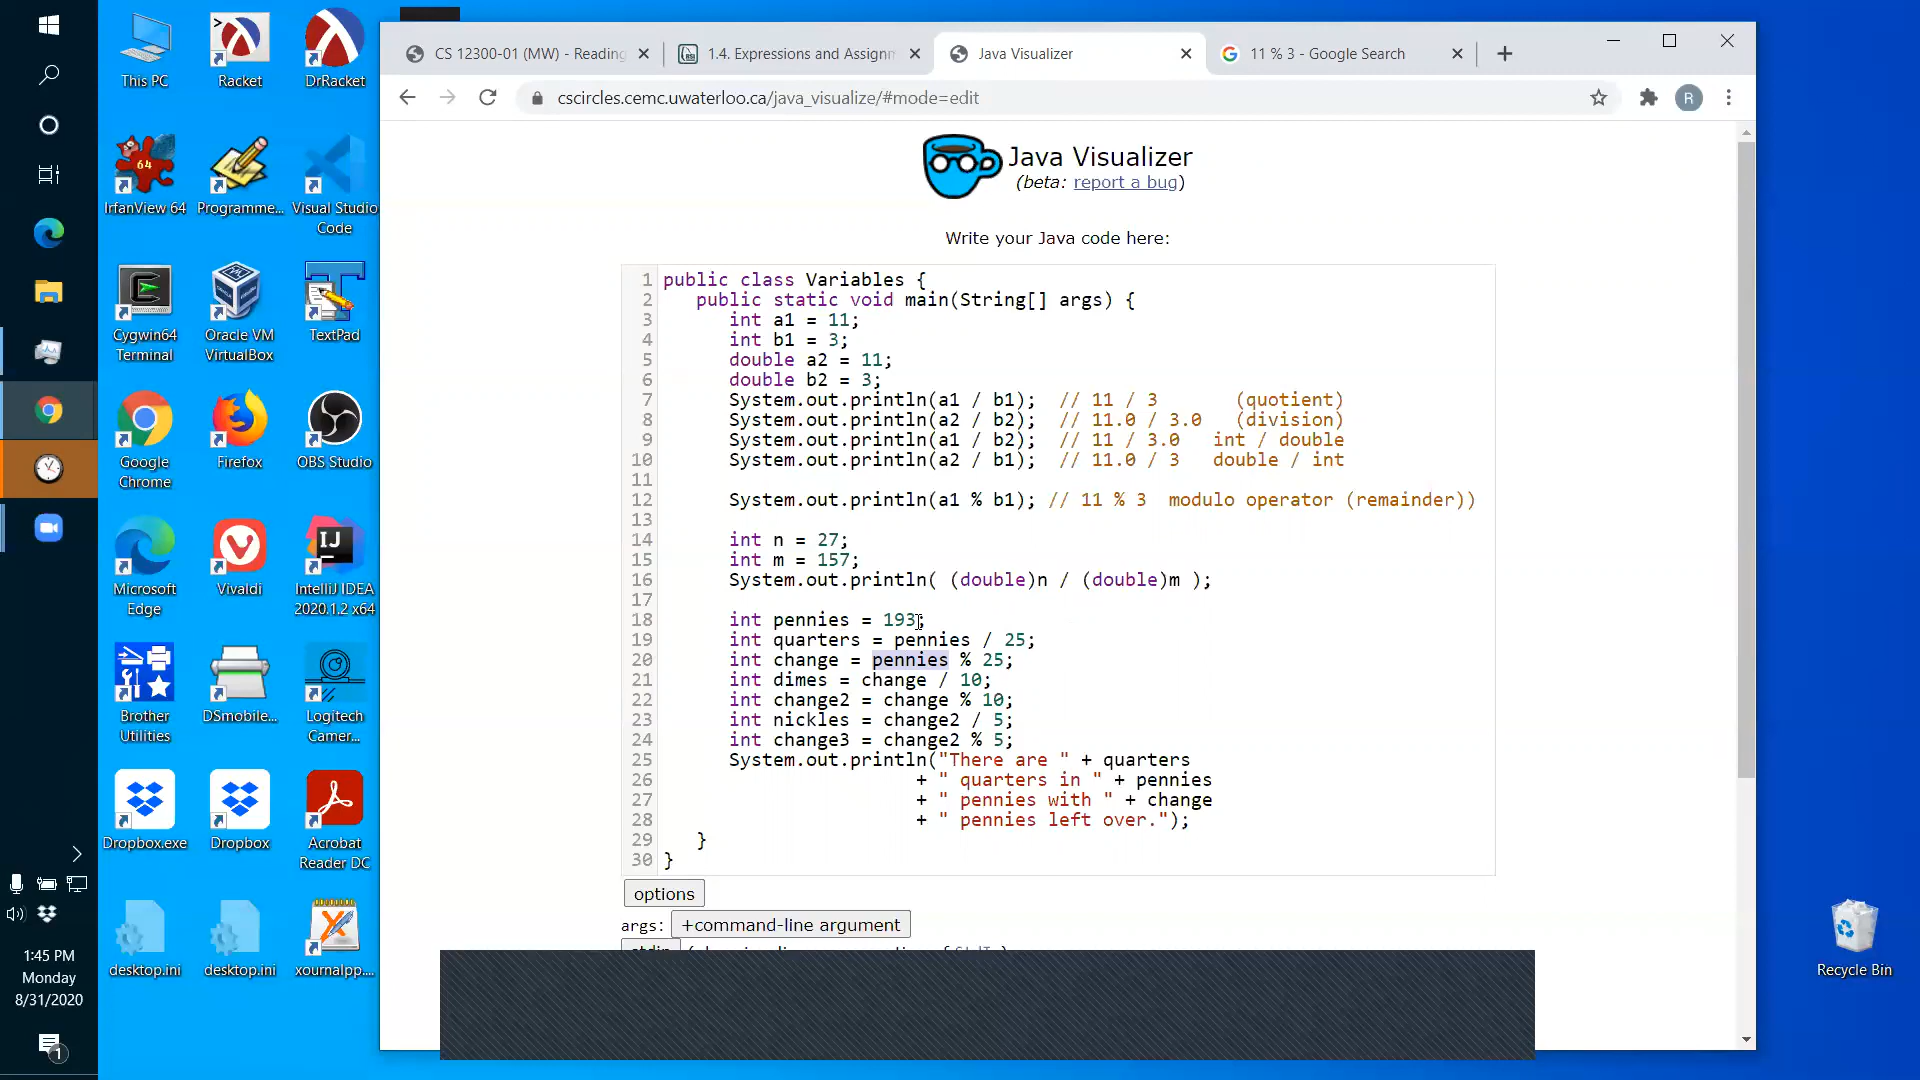 This PC
Racket
DrRacket
IrfanView 64
Programme...
Visual Studio
Code
Cygwin64
Terminal
Oracle VM
VirtualBox
TextPad
Google
Chrome
Firefox
OBS Studio
Microsoft
Edge
Vivaldi
IntelliJ IDEA
2020.1.2 x64
Brother
Utilities
DSmobile...
Logitech
Camer...
Dropbox.exe
Dropbox
Acrobat
Reader DC
desktop.ini
desktop.ini
xournalpp....
1:45 PM
Monday
8/31/2020
1
CS 12300-01 (MW) - Reading
1.4. Expressions and Assignm
Java Visualizer
11 % 3 - Google Search
cscircles.cemc.uwaterloo.ca/java_visualize/#mode=edit
R
Java Visualizer
(beta: report a bug)
Write your Java code here:
1 public class Variables {
2    public static void main(String[] args) {
3       int a1 = 11;
4       int b1 = 3;
5       double a2 = 11;
6       double b2 = 3;
7       System.out.println(a1 / b1);  // 11 / 3       (quotient)
8       System.out.println(a2 / b2);  // 11.0 / 3.0   (division)
9       System.out.println(a1 / b2);  // 11 / 3.0   int / double
10       System.out.println(a2 / b1);  // 11.0 / 3   double / int
11
12       System.out.println(a1 % b1); // 11 % 3  modulo operator (remainder))
13
14       int n = 27;
15       int m = 157;
16       System.out.println( (double)n / (double)m );
17
18       int pennies = 193;
19       int quarters = pennies / 25;
20       int change = pennies % 25;
21       int dimes = change / 10;
22       int change2 = change % 10;
23       int nickles = change2 / 5;
24       int change3 = change2 % 5;
25       System.out.println("There are " + quarters
26                        + " quarters in " + pennies
27                        + " pennies with " + change
28                        + " pennies left over.");
29    }
30 }
options
args: +command-line argument
Recycle Bin